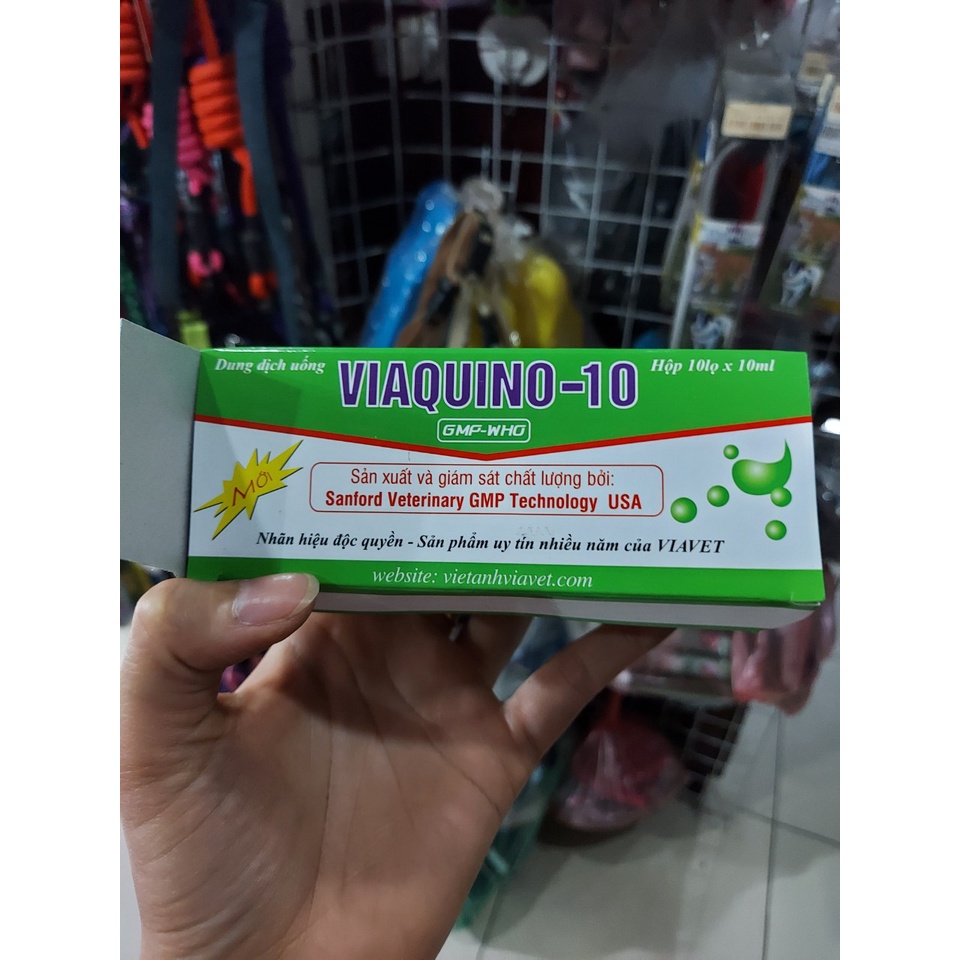 Dung dịch uống
VIAQUINO-10
Hộp 10lọ x 10ml
GMP-WHO
MỚI
Sản xuất và giám sát chất lượng bởi:
Sanford Veterinary GMP Technology USA
Nhãn hiệu độc quyền - Sản phẩm uy tín nhiều năm của VIAVET
website: vietanhviavet.com